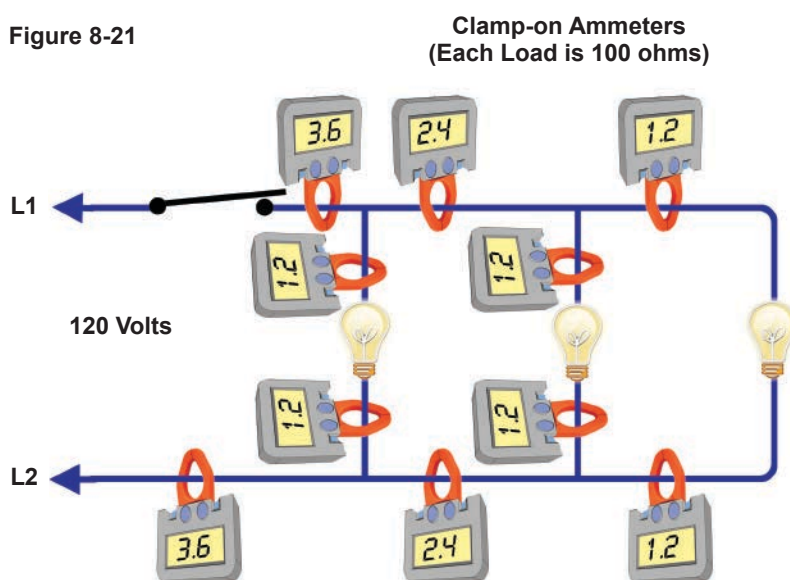 Figure 8-21
Clamp-on Ammeters
(Each Load is 100 ohms)
3.6
2.4
1.2
L1
1.2
1.2
120 Volts
1.2
1.2
L2
3.6
2.4
1.2